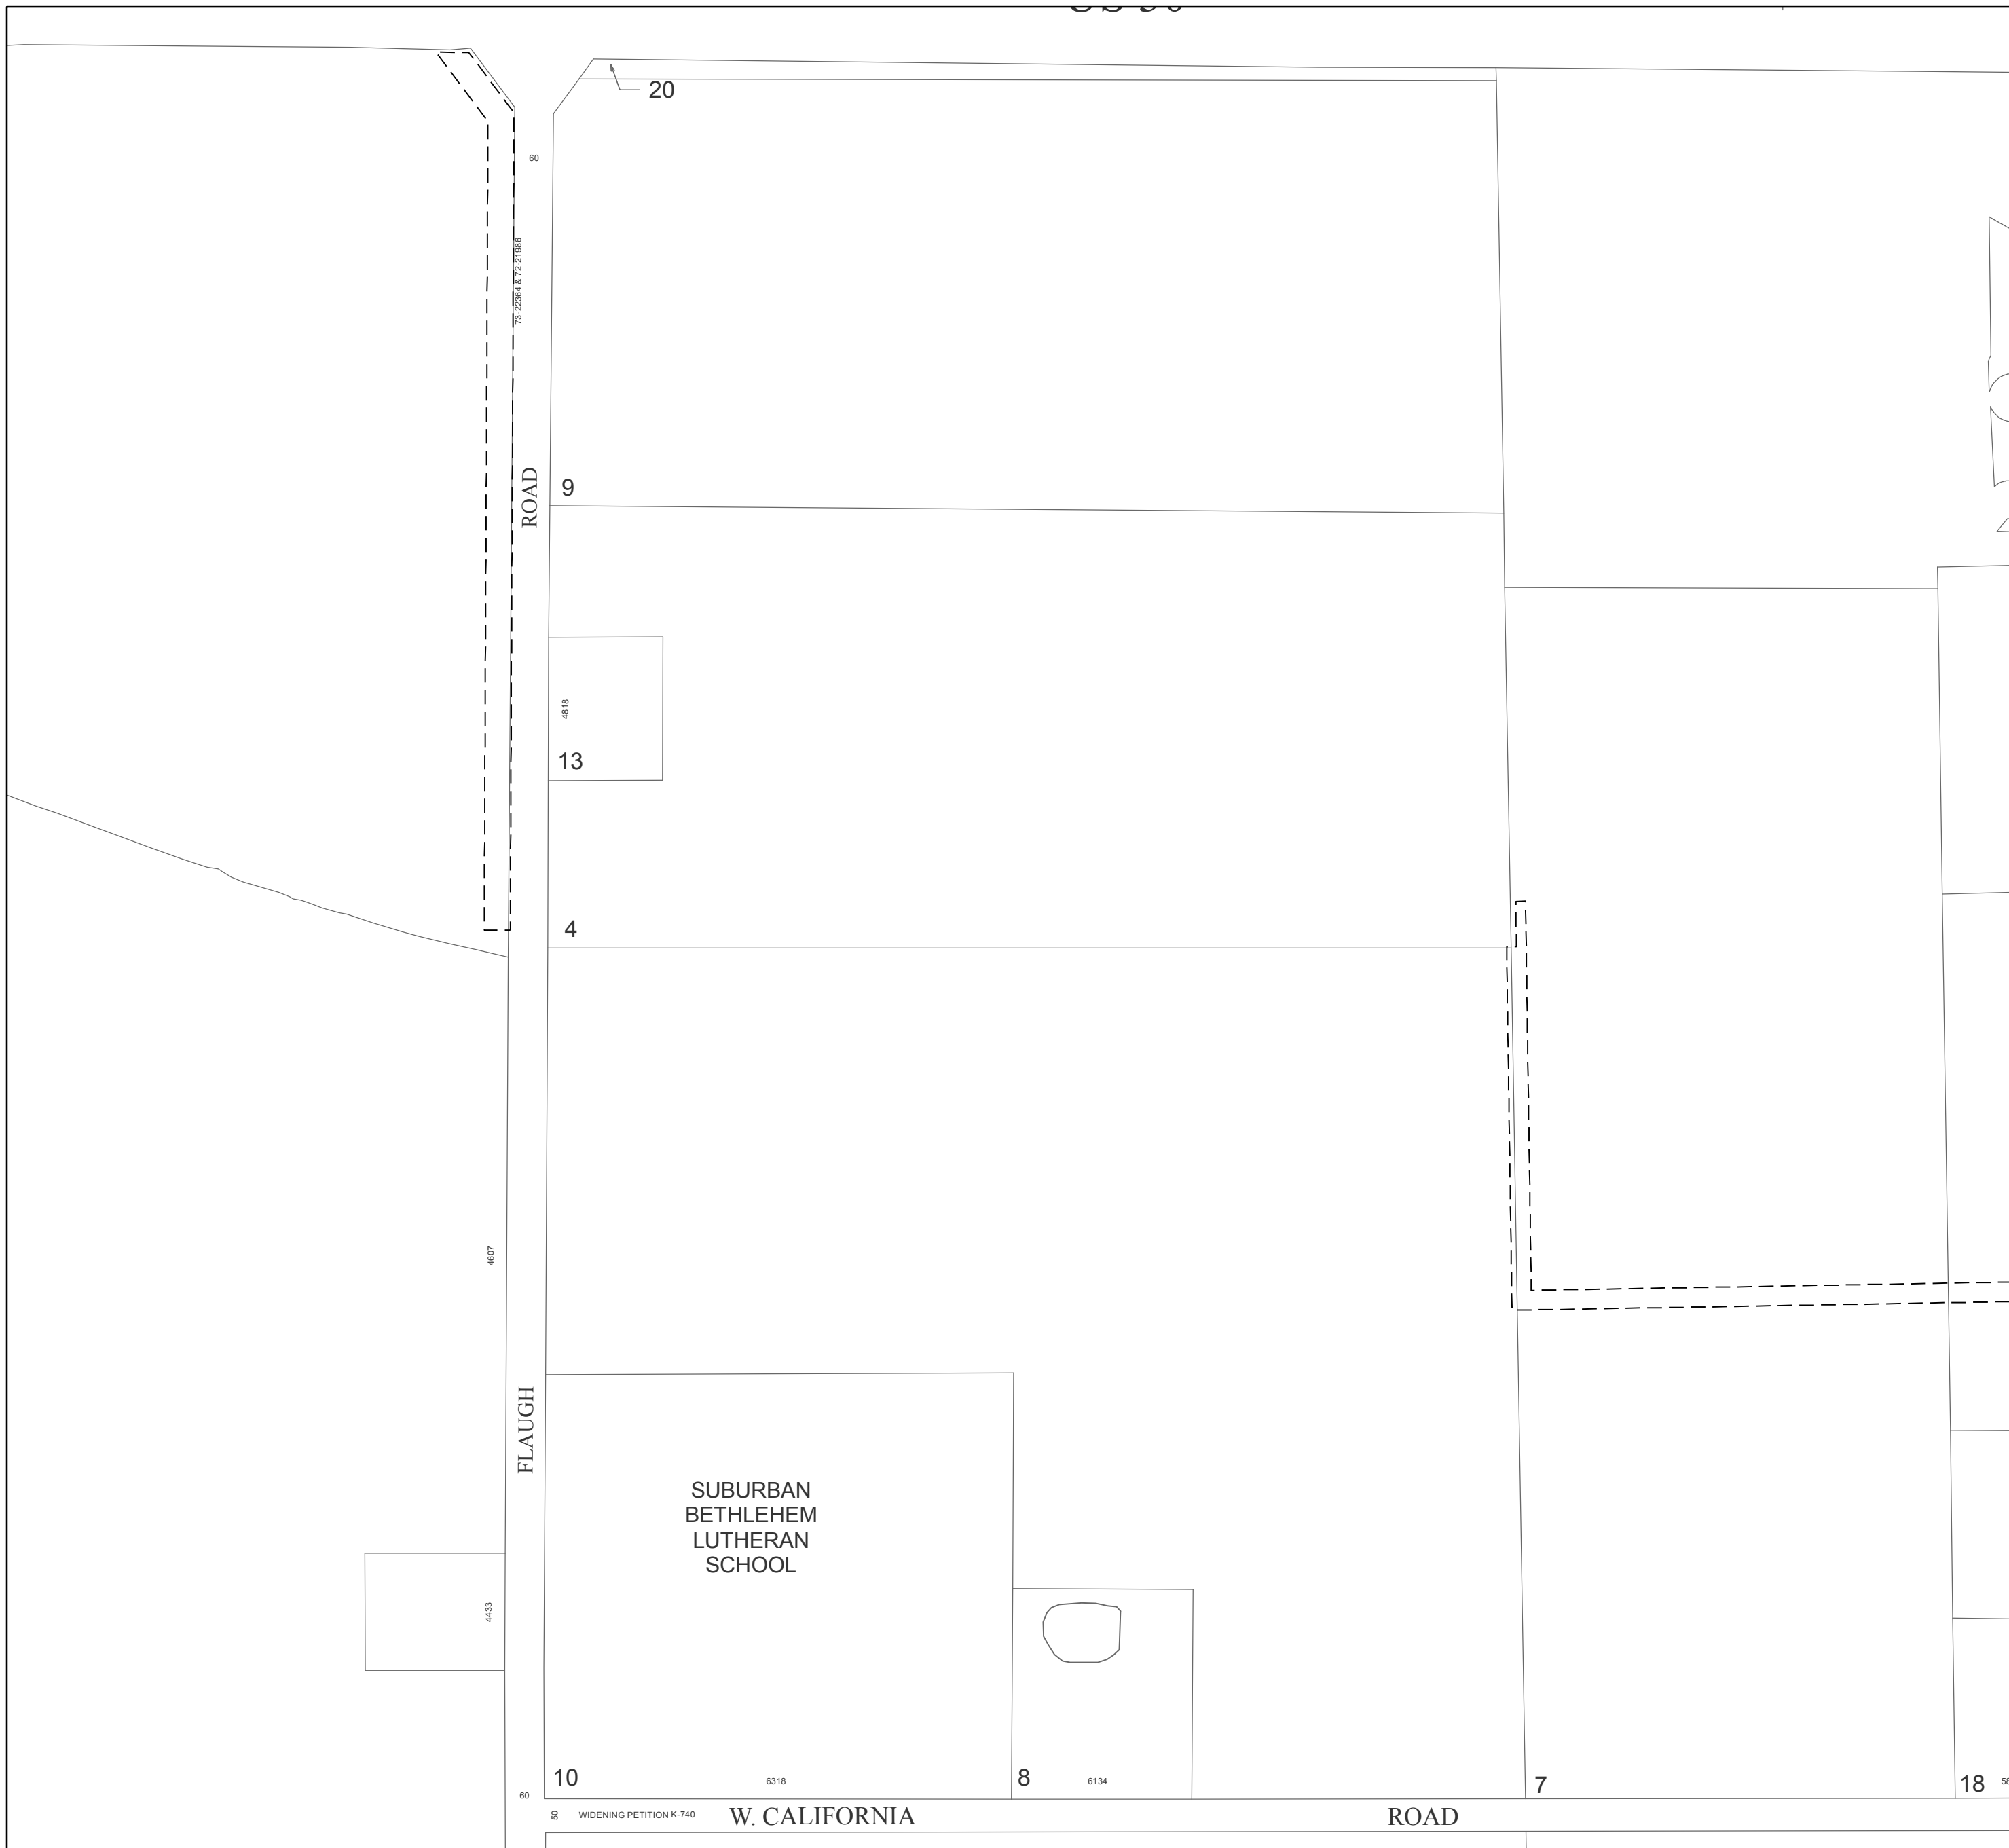 20
60
73-22364 & 72-21986
ROAD
9
4818
13
4
4607
FLAUGH
SUBURBAN
BETHLEHEM
LUTHERAN
SCHOOL
4433
10
6318
8
6134
7
18
60
50
WIDENING PETITION K-740
W. CALIFORNIA
ROAD